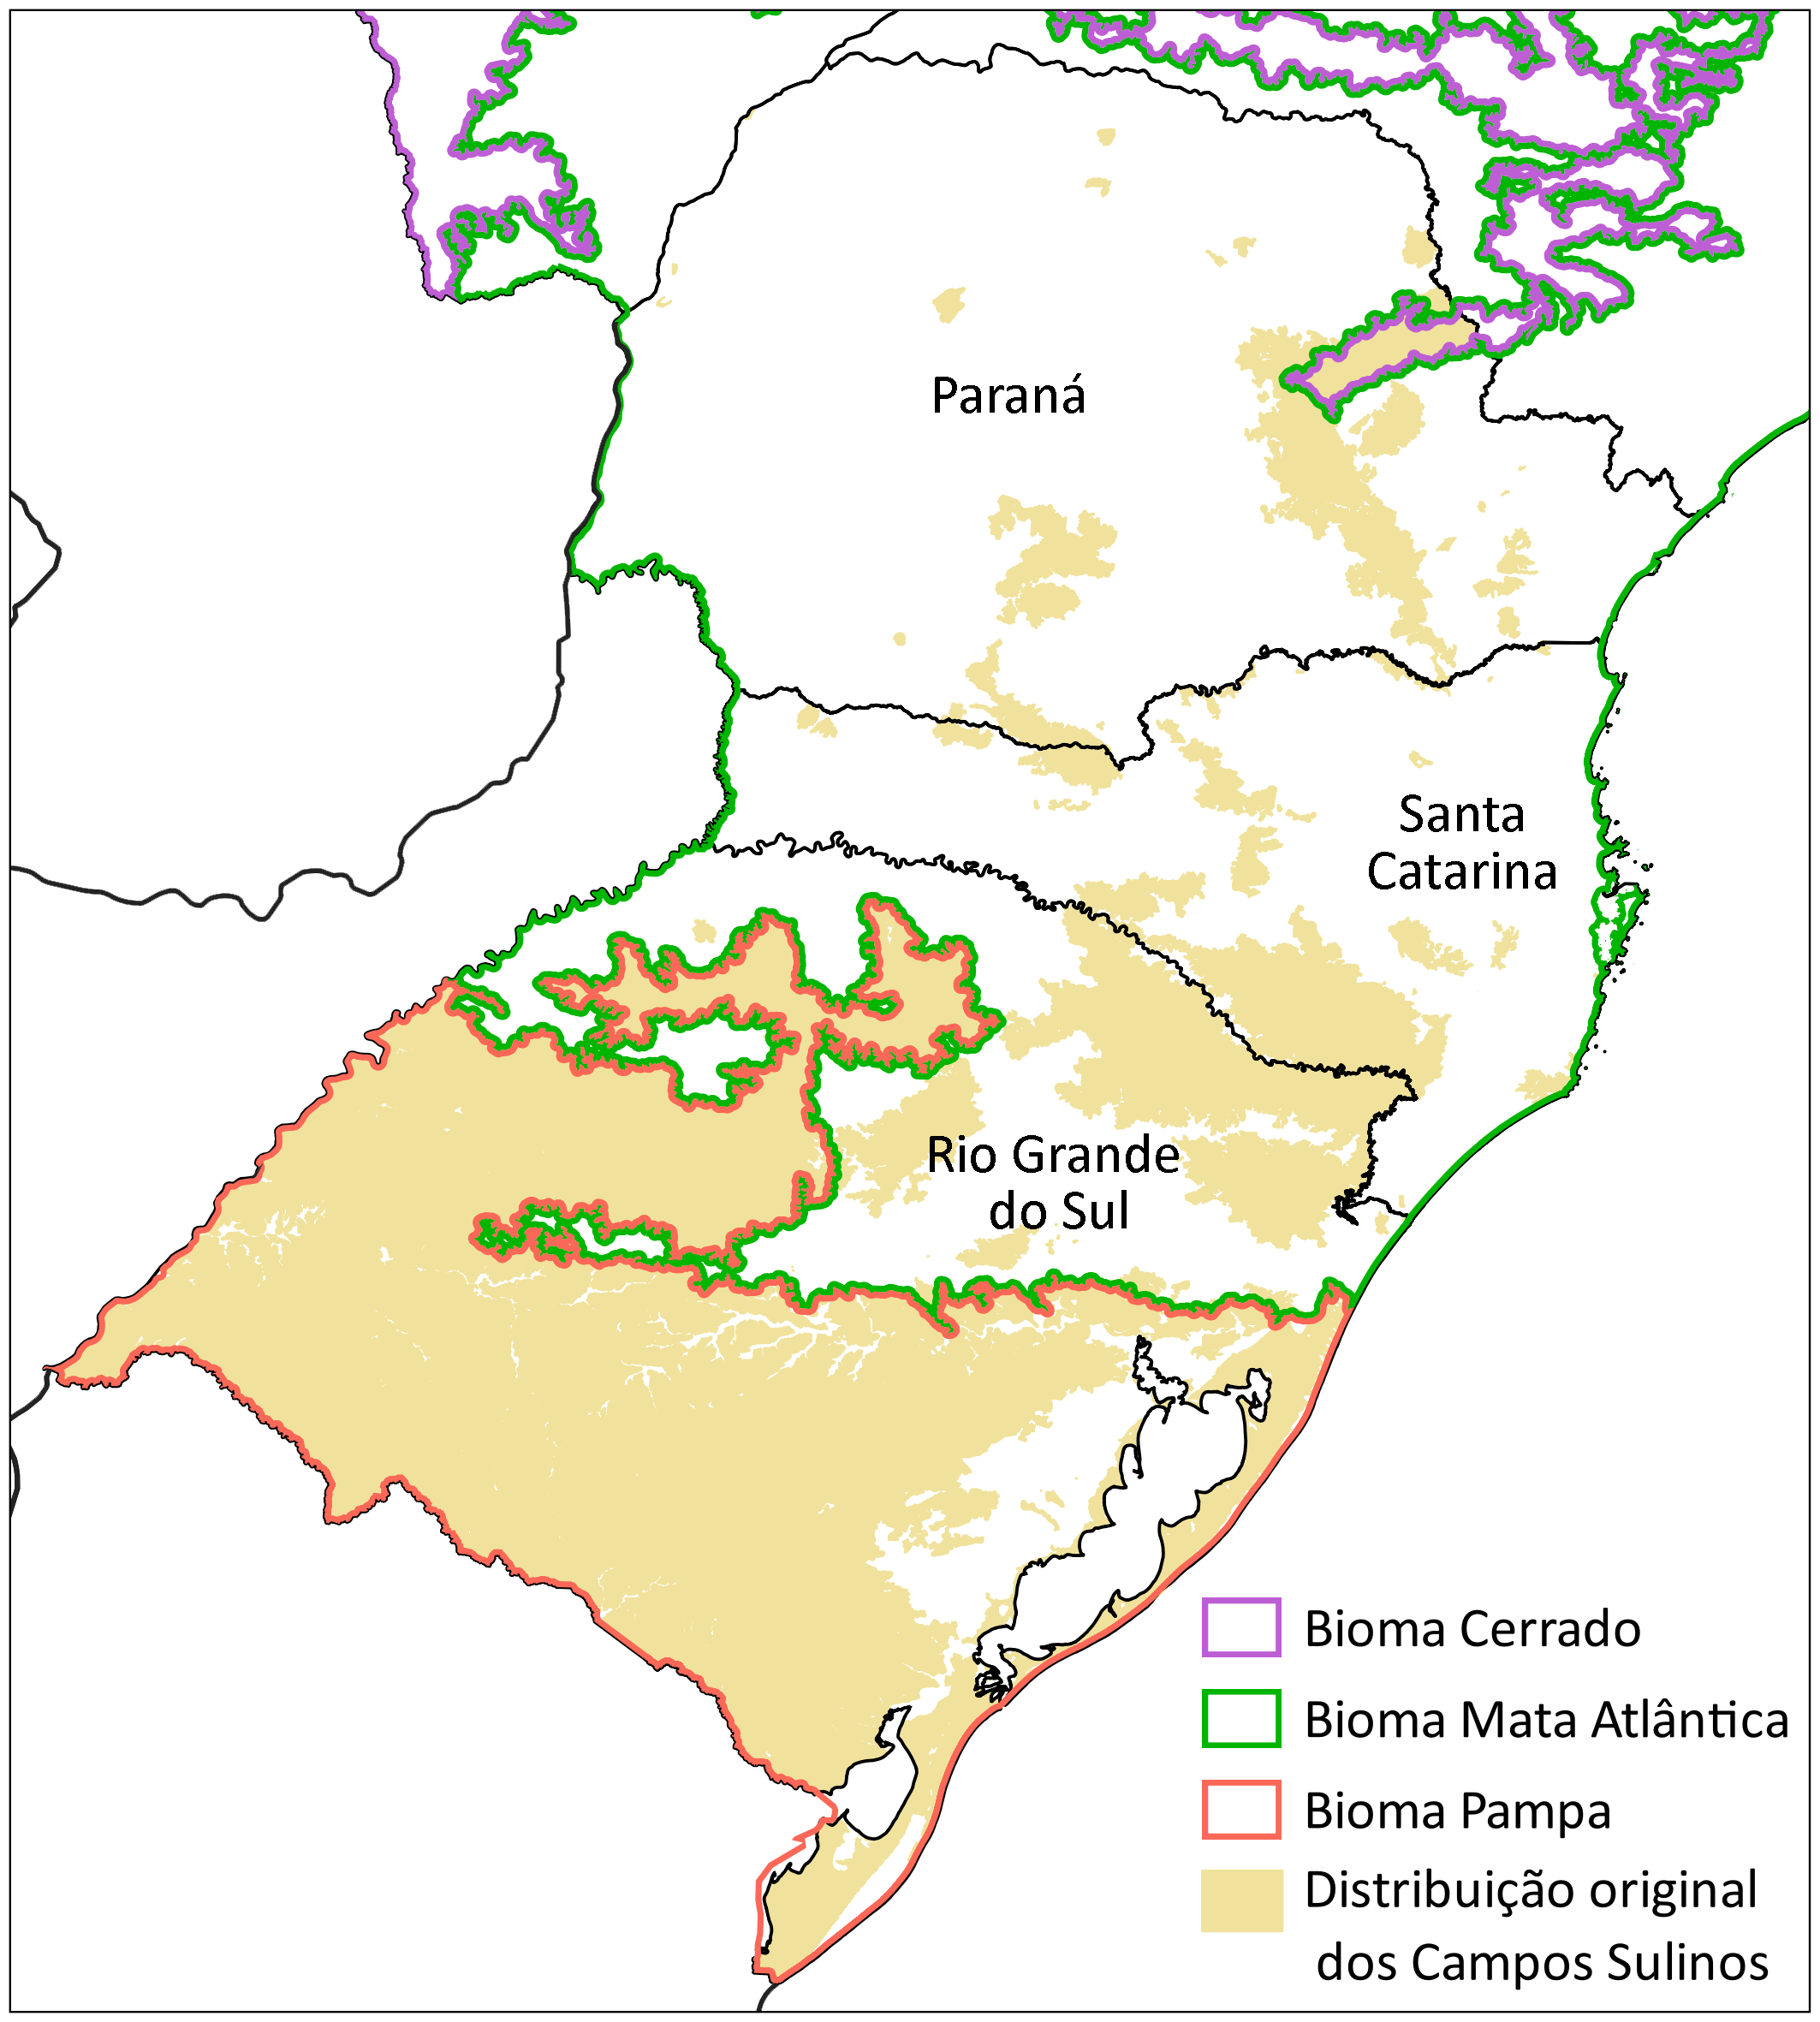 Paraná
Santa
Catarina
Rio Grande
do Sul
Bioma Cerrado
Bioma Mata Atlântica
Bioma Pampa
Distribuição original
dos Campos Sulinos